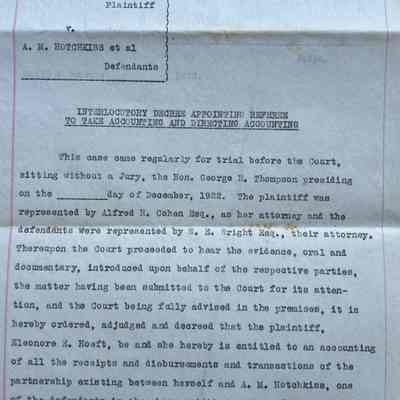 Plaintiff
v.
A. M. HOTCHKISS et al
Defendants
INTERLOCUTORY DECREE APPOINTING REFEREE
TO TAKE ACCOUNTING AND DIRECTING ACCOUNTING
This case came regularly for trial before the Court,
sitting without a Jury, the Hon. George R. Thompson presiding
on the ________day of December, 1922. The plaintiff was
represented by Alfred R. Cohen Esq., as her attorney and the
defendants were represented by Wright Esq., their attorney.
Thereupon the Court proceeded to hear the evidence, oral and
documentary, introduced upon behalf of the respective parties,
the matter having been submitted to the Court for its atten-
tion, and the Court being fully advised in the premises, it is
hereby ordered, adjudged and decreed that the plaintiff,
Eleonore R. Hoeft, be and she hereby is entitled to an accounting
of all the receipts and disbursements and transactions of the
partnership existing between herself and A. M. Hotchkiss, one
of the defendants in the